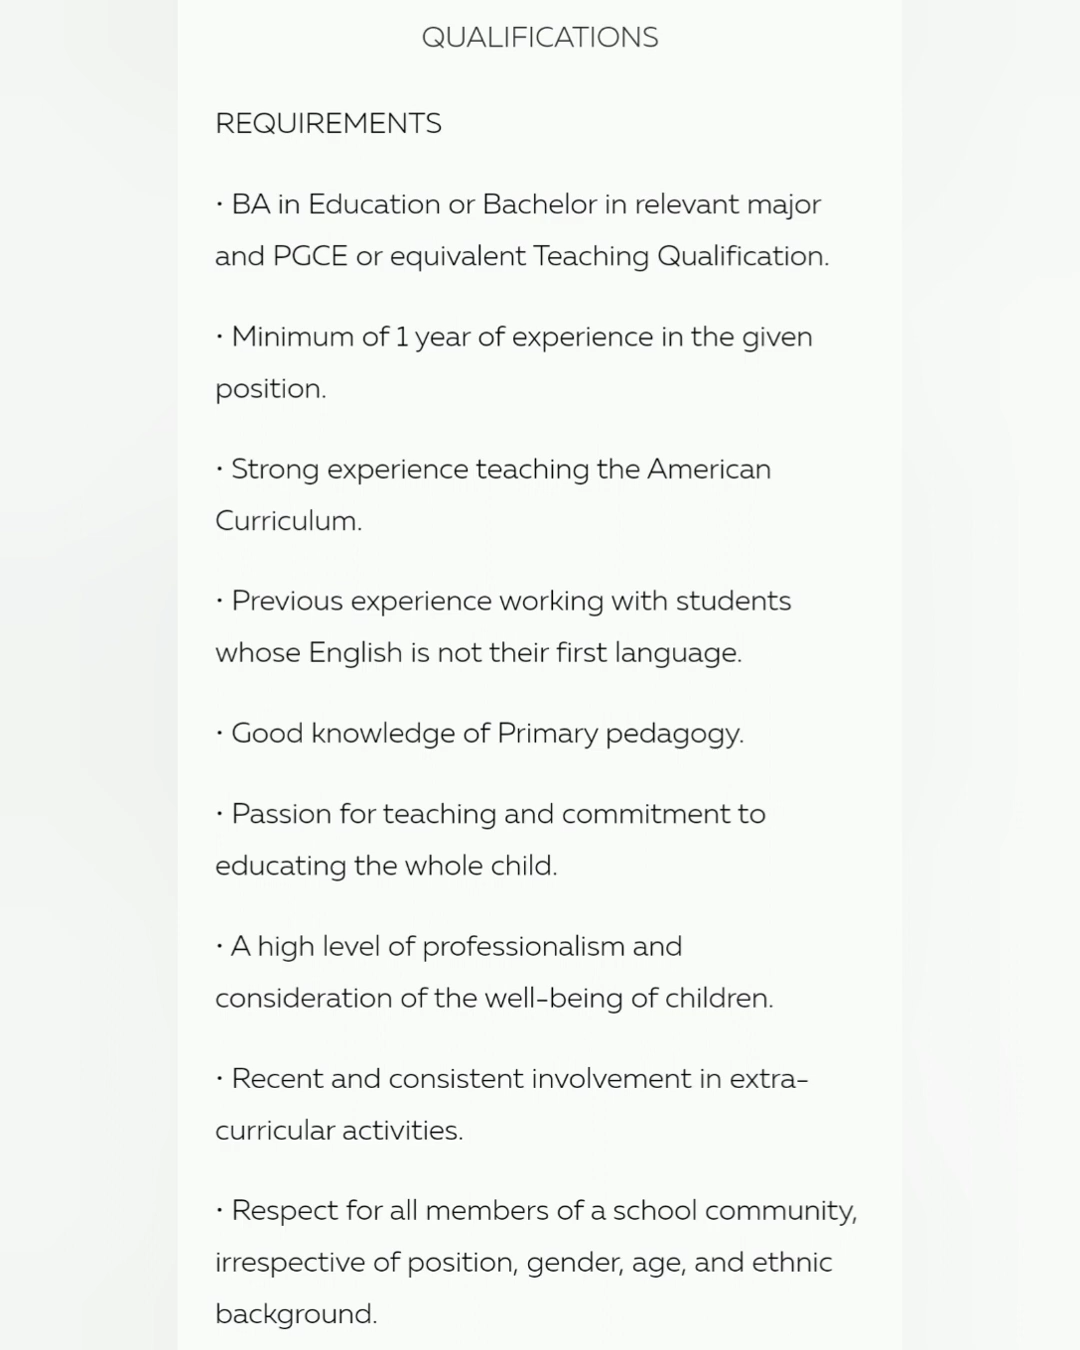 QUALIFICATIONS
REQUIREMENTS
· BA in Education or Bachelor in relevant major
and PGCE or equivalent Teaching Qualification.
· Minimum of 1 year of experience in the given
position.
· Strong experience teaching the American
Curriculum.
· Previous experience working with students
whose English is not their first language.
· Good knowledge of Primary pedagogy.
· Passion for teaching and commitment to
educating the whole child.
· A high level of professionalism and
consideration of the well-being of children.
· Recent and consistent involvement in extra-
curricular activities.
· Respect for all members of a school community,
irrespective of position, gender, age, and ethnic
background.